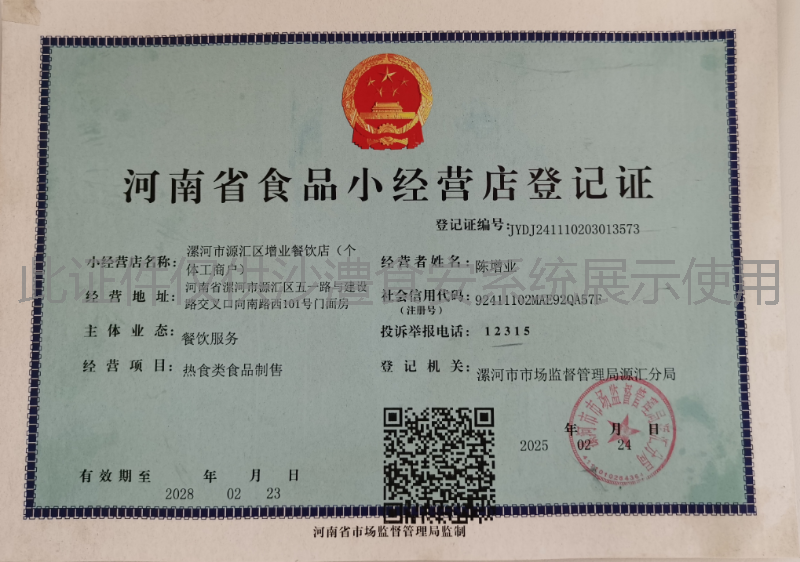 河南省食品小经营店登记证
登记证编号:JYDJ241110203013573
小经营店名称: 漯河市源汇区增业餐饮店（个
体工商户）
经营者姓名: 陈增业
此证件仅供沙澧食安系统展示使用
经营地址: 河南省漯河市源汇区五一路与建设
路交叉口向南路西101号门面房
社会信用代码: 92411102MAE92QA57F
（注册号）
主体业态: 餐饮服务
投诉举报电话: 12315
经营项目: 热食类食品制售
登记机关: 漯河市市场监督管理局源汇分局
年 月 日
2025 02 24
有效期至 年 月 日
2028 02 23
河南省市场监督管理局监制